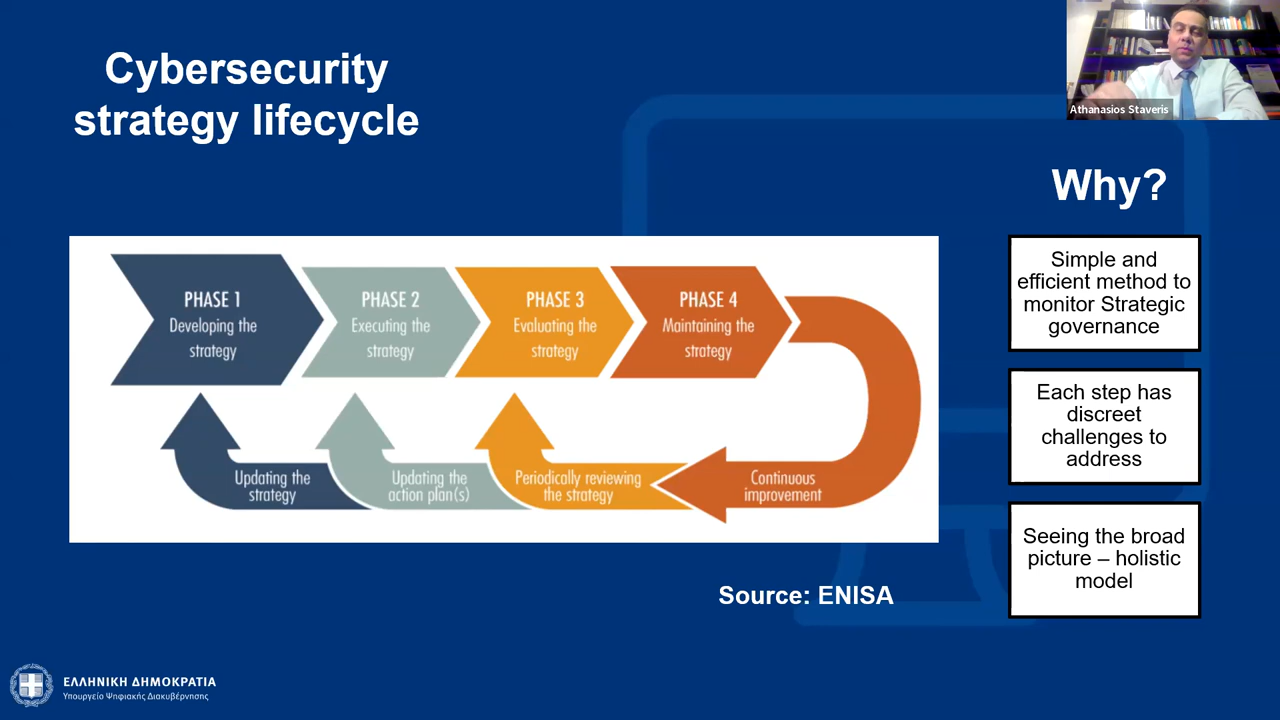 Cybersecurity
strategy lifecycle
Athanasios Staveris
Why?
PHASE 1
Developing the
strategy
PHASE 2
Executing the
strategy
PHASE 3
Evaluating the
strategy
PHASE 4
Maintaining the
strategy
Updating the
strategy
Updating the
action plan(s)
Periodically reviewing
the strategy
Continuous
improvement
Simple and
efficient method to
monitor Strategic
governance
Each step has
discreet
challenges to
address
Seeing the broad
picture – holistic
model
Source: ENISA
ΕΛΛΗΝΙΚΗ ΔΗΜΟΚΡΑΤΙΑ
Υπουργείο Ψηφιακής Διακυβέρνησης